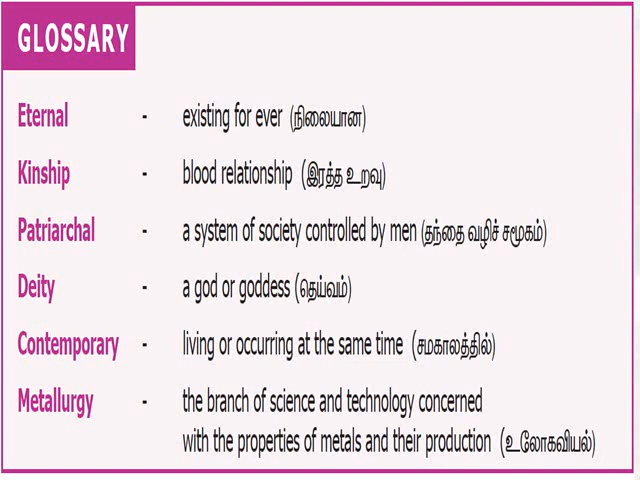 GLOSSARY
Eternal - existing for ever (நிலையான)
Kinship - blood relationship (இரத்த உறவு)
Patriarchal - a system of society controlled by men (தந்தை வழிச் சமூகம்)
Deity - a god or goddess (தெய்வம்)
Contemporary - living or occurring at the same time (சமகாலத்தில்)
Metallurgy - the branch of science and technology concerned
with the properties of metals and their production (உலோகவியல்)